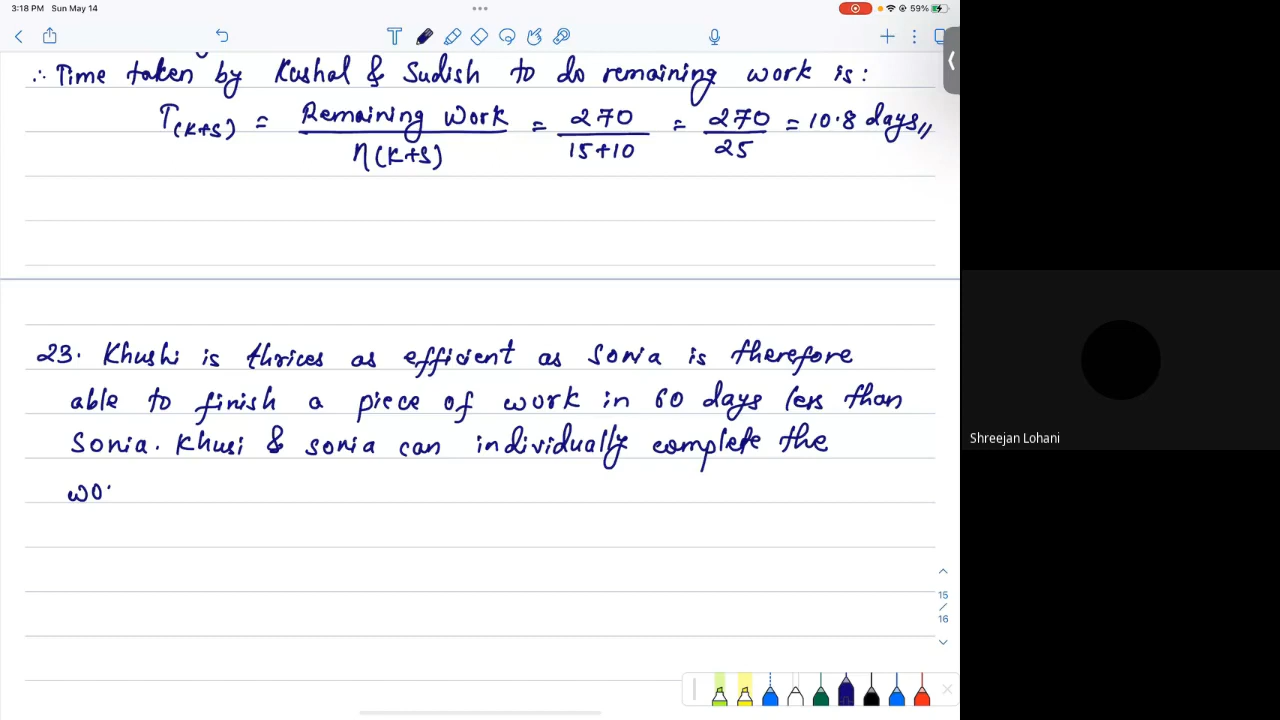 3:18 PM Sun May 14
59%
∴ Time taken by Kushal & Sudish to do remaining work is:
T(K+S) = Remaining Work / η(K+S) = 270 / 15+10 = 270 / 25 = 10.8 days,,
23. Khushi is thrices as efficient as Sonia is therefore
able to finish a piece of work in 60 days less than
Sonia. Khusi & sonia can individually complete the
wo
Shreejan Lohani
15
/
16